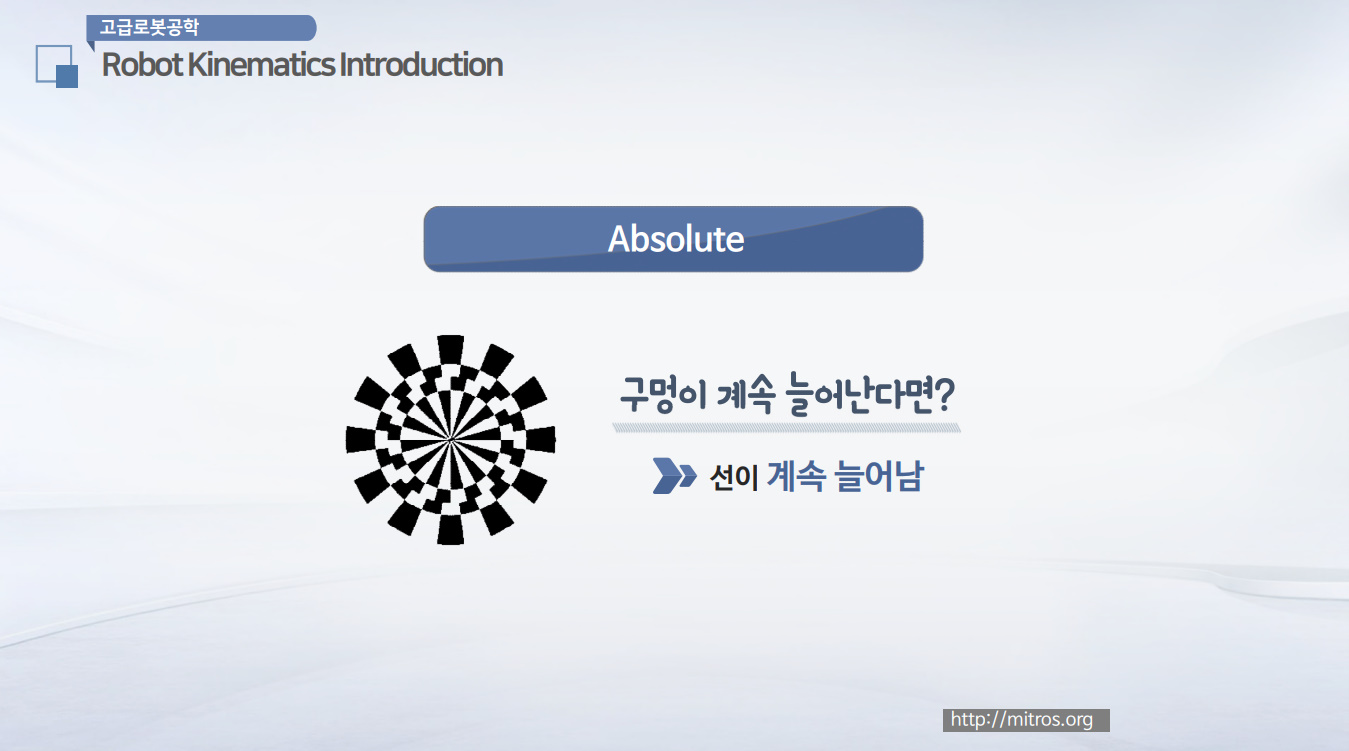 고급로봇공학
Robot Kinematics Introduction
Absolute
구멍이 계속 늘어난다면?
선이 계속 늘어남
http://mitros.org